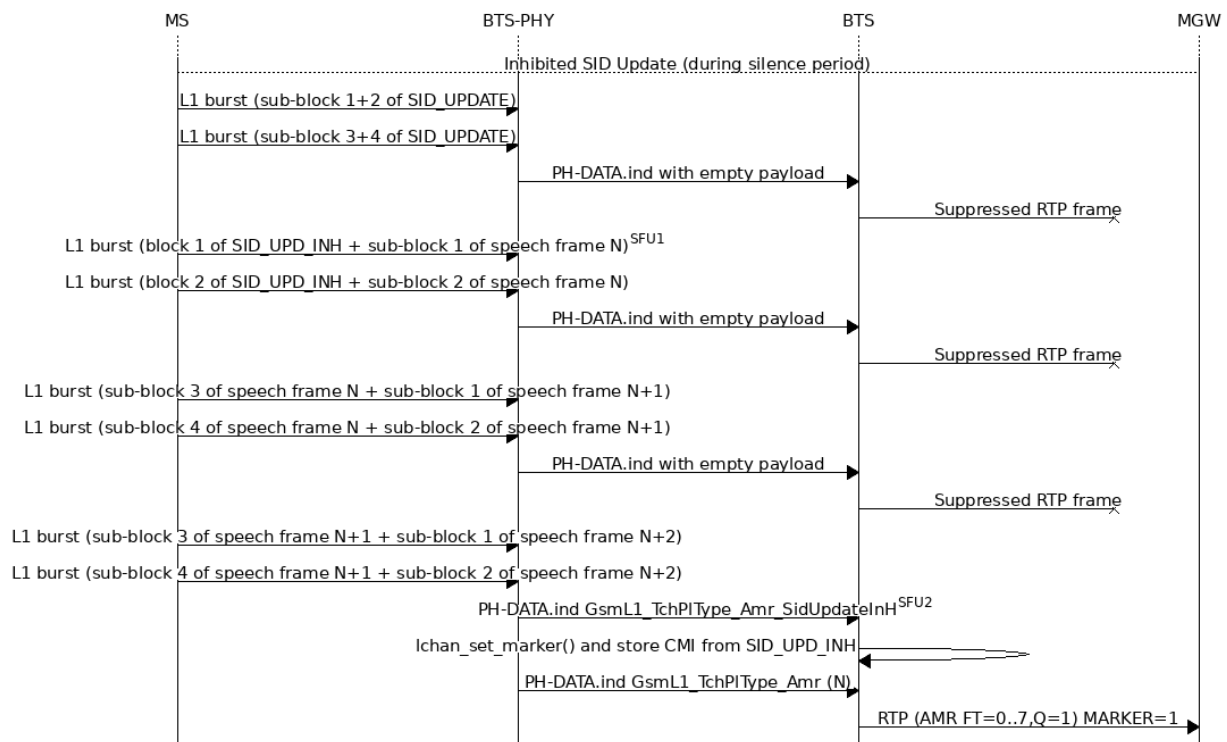 MS BTS-PHY BTS MGW
Inhibited SID Update (during silence period)
L1 burst (sub-block 1+2 of SID_UPDATE)
L1 burst (sub-block 3+4 of SID_UPDATE)
PH-DATA.ind with empty payload
Suppressed RTP frame
L1 burst (block 1 of SID_UPD_INH + sub-block 1 of speech frame N)SFU1
L1 burst (block 2 of SID_UPD_INH + sub-block 2 of speech frame N)
PH-DATA.ind with empty payload
Suppressed RTP frame
L1 burst (sub-block 3 of speech frame N + sub-block 1 of speech frame N+1)
L1 burst (sub-block 4 of speech frame N + sub-block 2 of speech frame N+1)
PH-DATA.ind with empty payload
Suppressed RTP frame
L1 burst (sub-block 3 of speech frame N+1 + sub-block 1 of speech frame N+2)
L1 burst (sub-block 4 of speech frame N+1 + sub-block 2 of speech frame N+2)
PH-DATA.ind GsmL1_TchPlType_Amr_SidUpdateInH SFU2
lchan_set_marker() and store CMI from SID_UPD_INH
PH-DATA.ind GsmL1_TchPlType_Amr (N)
RTP (AMR FT=0..7,Q=1) MARKER=1